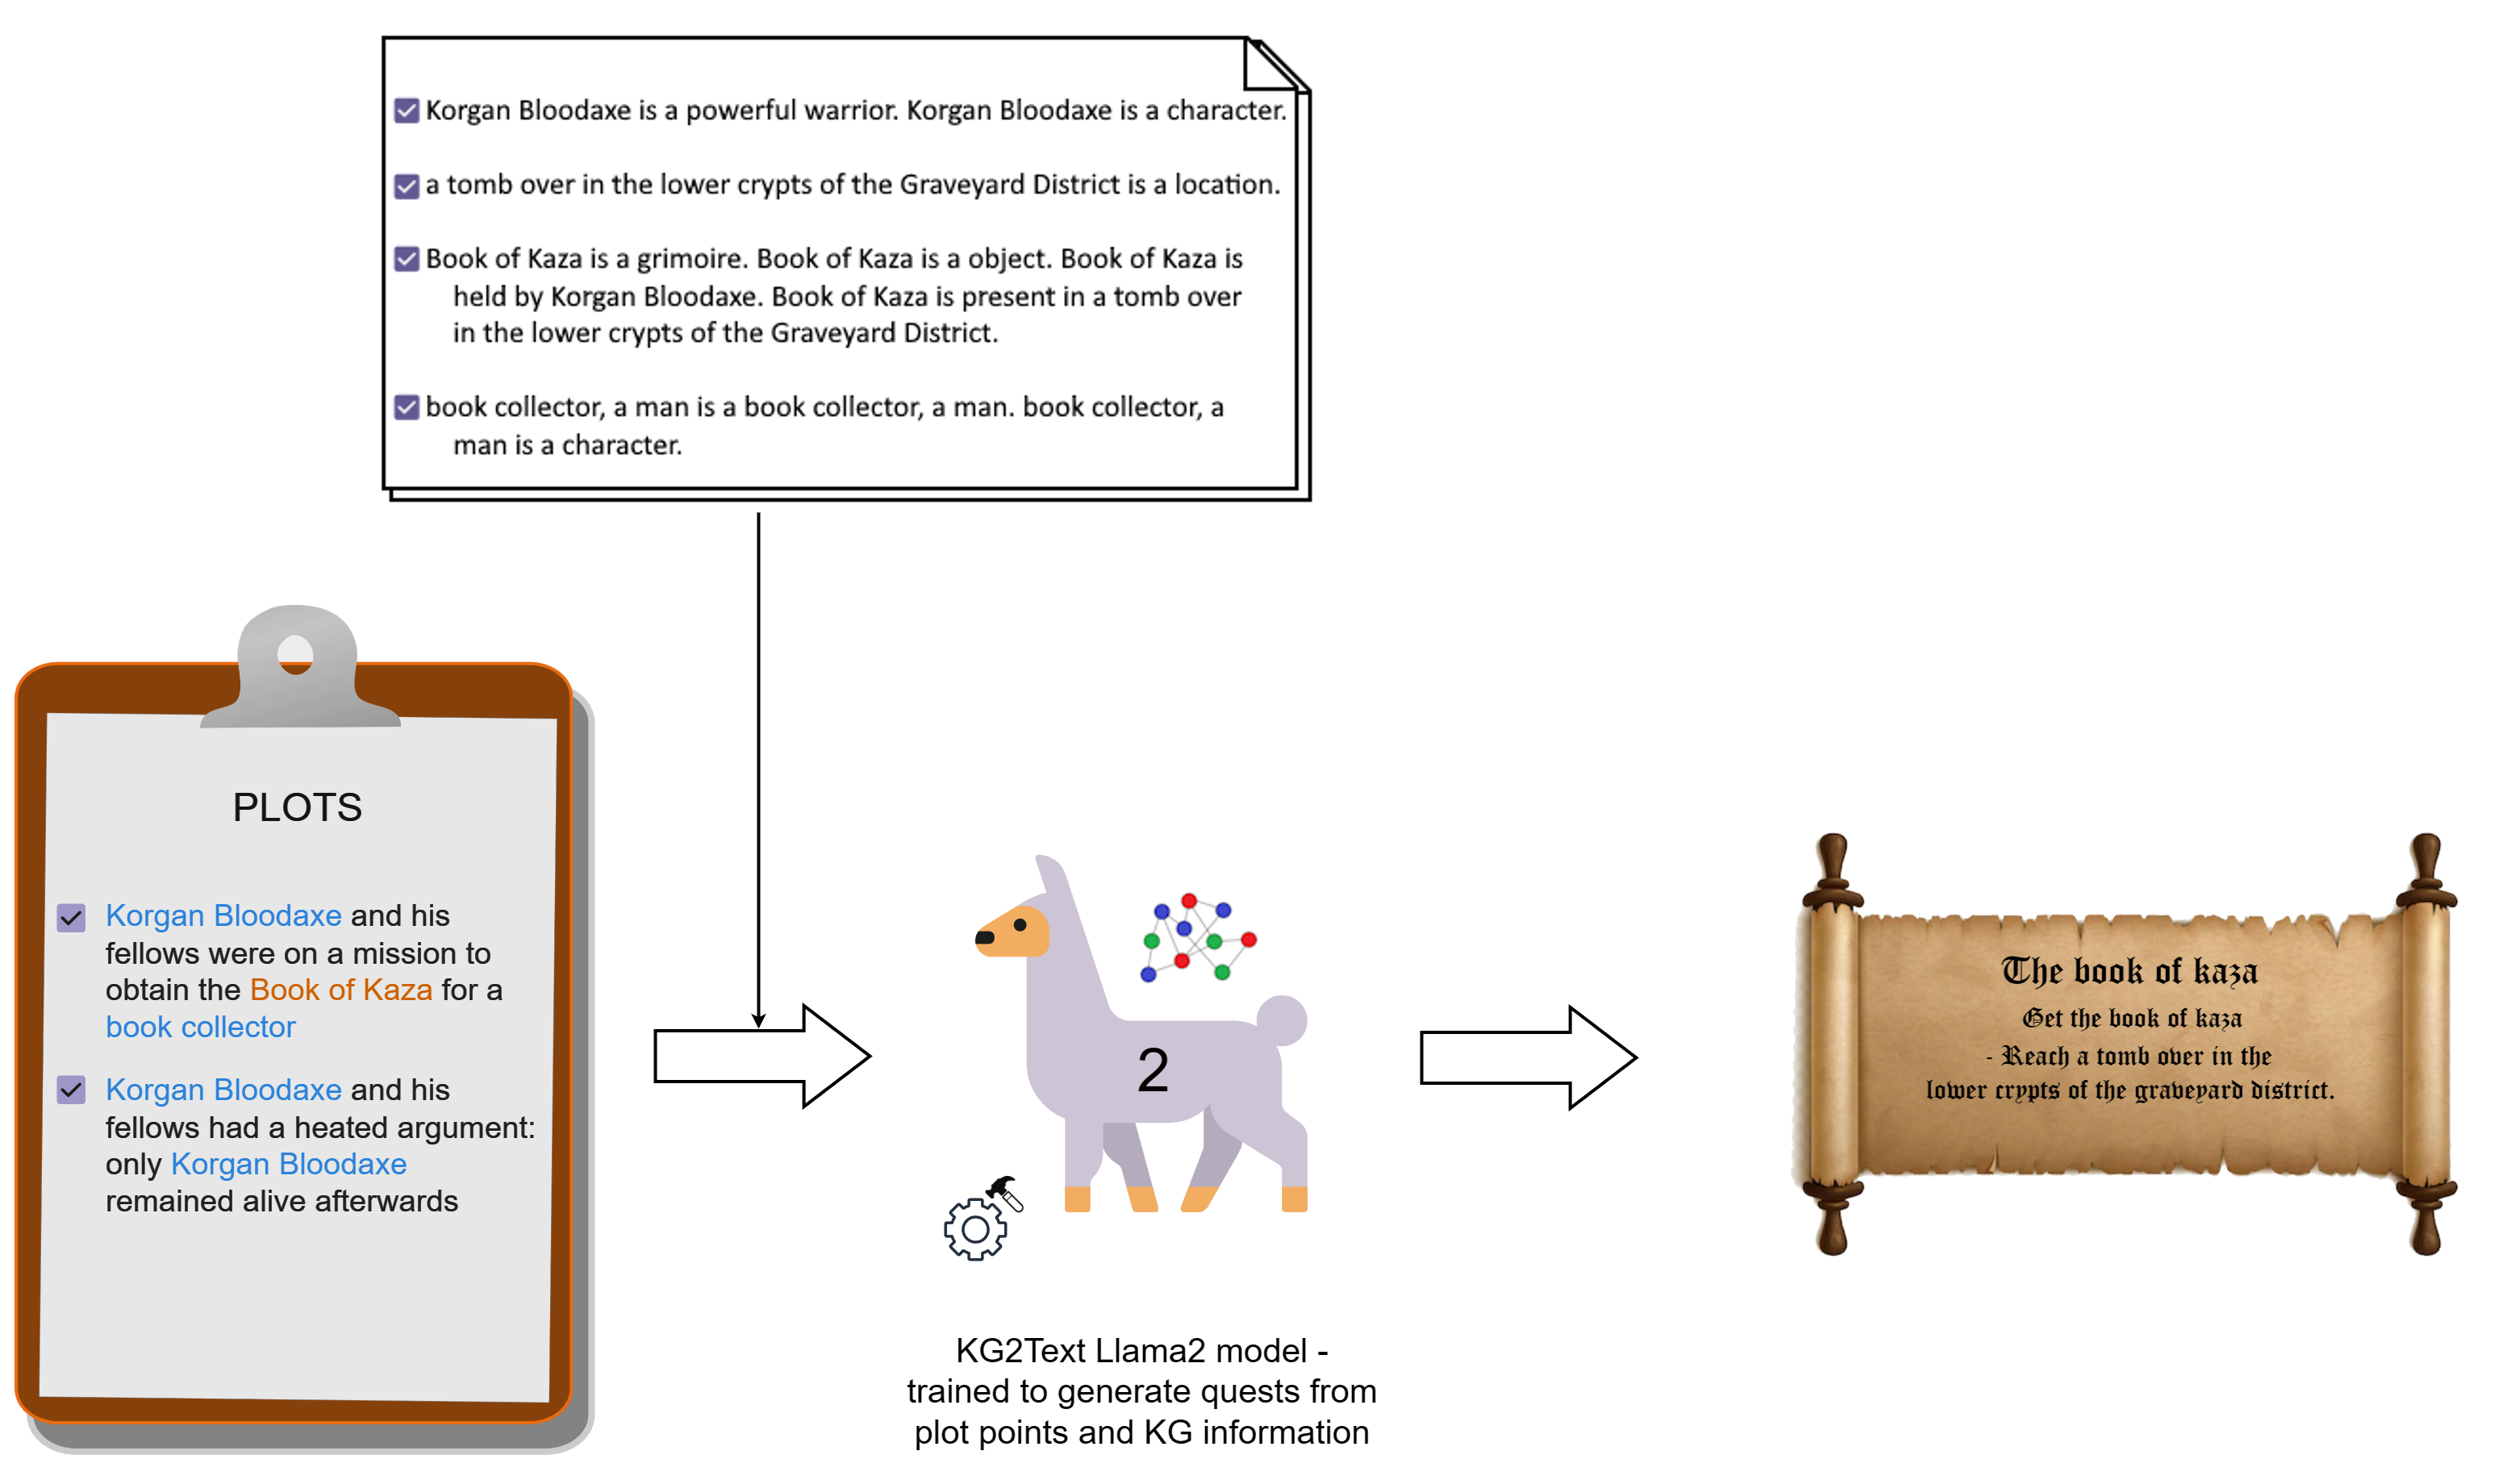 Korgan Bloodaxe is a powerful warrior. Korgan Bloodaxe is a character.
a tomb over in the lower crypts of the Graveyard District is a location.
Book of Kaza is a grimoire. Book of Kaza is a object. Book of Kaza is
held by Korgan Bloodaxe. Book of Kaza is present in a tomb over
in the lower crypts of the Graveyard District.
book collector, a man is a book collector, a man. book collector, a
man is a character.
PLOTS
Korgan Bloodaxe and his
fellows were on a mission to
obtain the Book of Kaza for a
book collector
Korgan Bloodaxe and his
fellows had a heated argument:
only Korgan Bloodaxe
remained alive afterwards
2
KG2Text Llama2 model -
trained to generate quests from
plot points and KG information
The book of kaza
Get the book of kaza
- Reach a tomb over in the
lower crypts of the graveyard district.